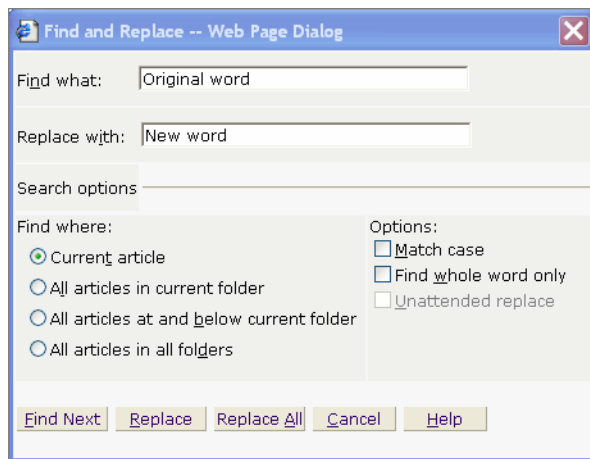 Find and Replace -- Web Page Dialog
Find what: Original word
Replace with: New word
Search options
Find where:
Current article
All articles in current folder
All articles at and below current folder
All articles in all folders
Options:
Match case
Find whole word only
Unattended replace
Find Next Replace Replace All Cancel Help